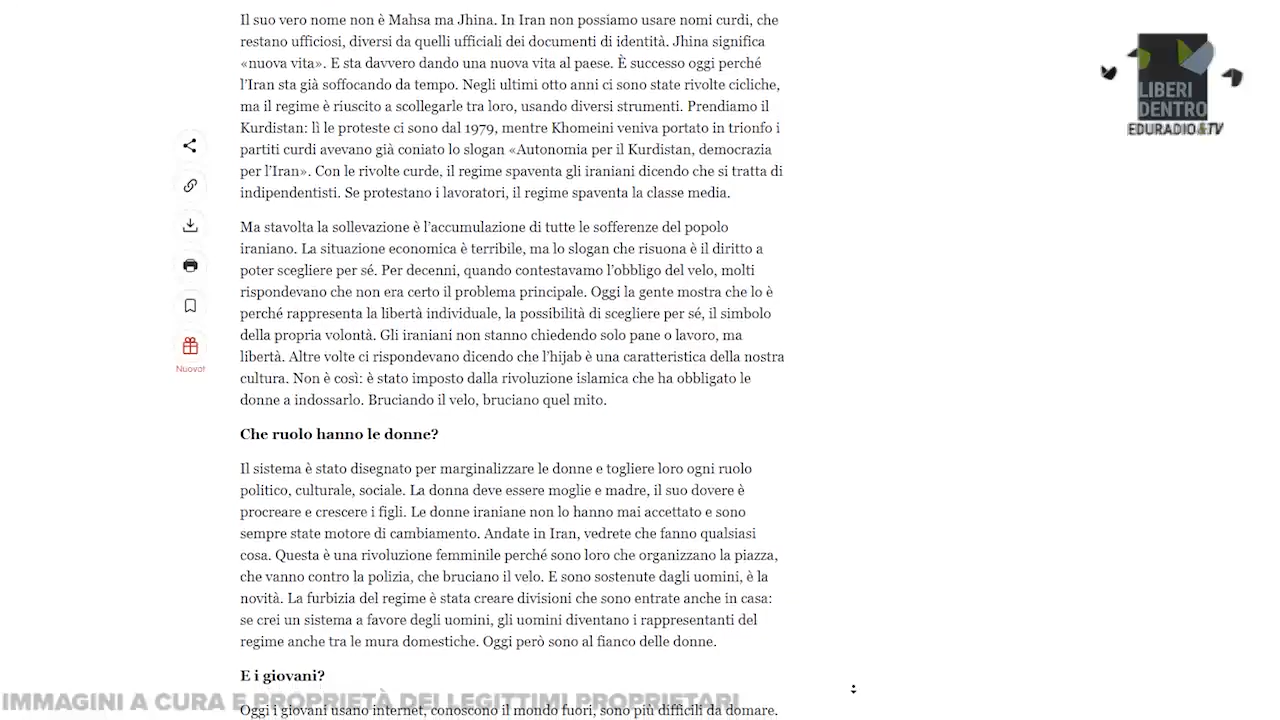 Il suo vero nome non è Mahsa ma Jhina. In Iran non possiamo usare nomi curdi, che
restano ufficiosi, diversi da quelli ufficiali dei documenti di identità. Jhina significa
«nuova vita». E sta davvero dando una nuova vita al paese. È successo oggi perché
l'Iran sta già soffocando da tempo. Negli ultimi otto anni ci sono state rivolte cicliche,
ma il regime è riuscito a scollegarle tra loro, usando diversi strumenti. Prendiamo il
Kurdistan: lì le proteste ci sono dal 1979, mentre Khomeini veniva portato in trionfo i
partiti curdi avevano già coniato lo slogan «Autonomia per il Kurdistan, democrazia
per l'Iran». Con le rivolte curde, il regime spaventa gli iraniani dicendo che si tratta di
indipendentisti. Se protestano i lavoratori, il regime spaventa la classe media.
Ma stavolta la sollevazione è l'accumulazione di tutte le sofferenze del popolo
iraniano. La situazione economica è terribile, ma lo slogan che risuona è il diritto a
poter scegliere per sé. Per decenni, quando contestavamo l'obbligo del velo, molti
rispondevano che non era certo il problema principale. Oggi la gente mostra che lo è
perché rappresenta la libertà individuale, la possibilità di scegliere per sé, il simbolo
della propria volontà. Gli iraniani non stanno chiedendo solo pane o lavoro, ma
libertà. Altre volte ci rispondevano dicendo che l'hijab è una caratteristica della nostra
cultura. Non è così: è stato imposto dalla rivoluzione islamica che ha obbligato le
donne a indossarlo. Bruciando il velo, bruciano quel mito.
Che ruolo hanno le donne?
Il sistema è stato disegnato per marginalizzare le donne e togliere loro ogni ruolo
politico, culturale, sociale. La donna deve essere moglie e madre, il suo dovere è
procreare e crescere i figli. Le donne iraniane non lo hanno mai accettato e sono
sempre state motore di cambiamento. Andate in Iran, vedrete che fanno qualsiasi
cosa. Questa è una rivoluzione femminile perché sono loro che organizzano la piazza,
che vanno contro la polizia, che bruciano il velo. E sono sostenute dagli uomini, è la
novità. La furbizia del regime è stata creare divisioni che sono entrate anche in casa:
se crei un sistema a favore degli uomini, gli uomini diventano i rappresentanti del
regime anche tra le mura domestiche. Oggi però sono al fianco delle donne.
E i giovani?
Oggi i giovani usano internet, conoscono il mondo fuori, sono più difficili da domare.
Nuovo!
LIBERI
DENTRO
EDURADIO&TV
IMMAGINI A CURA E PROPRIETÀ DEI LEGITTIMI PROPRIETARI